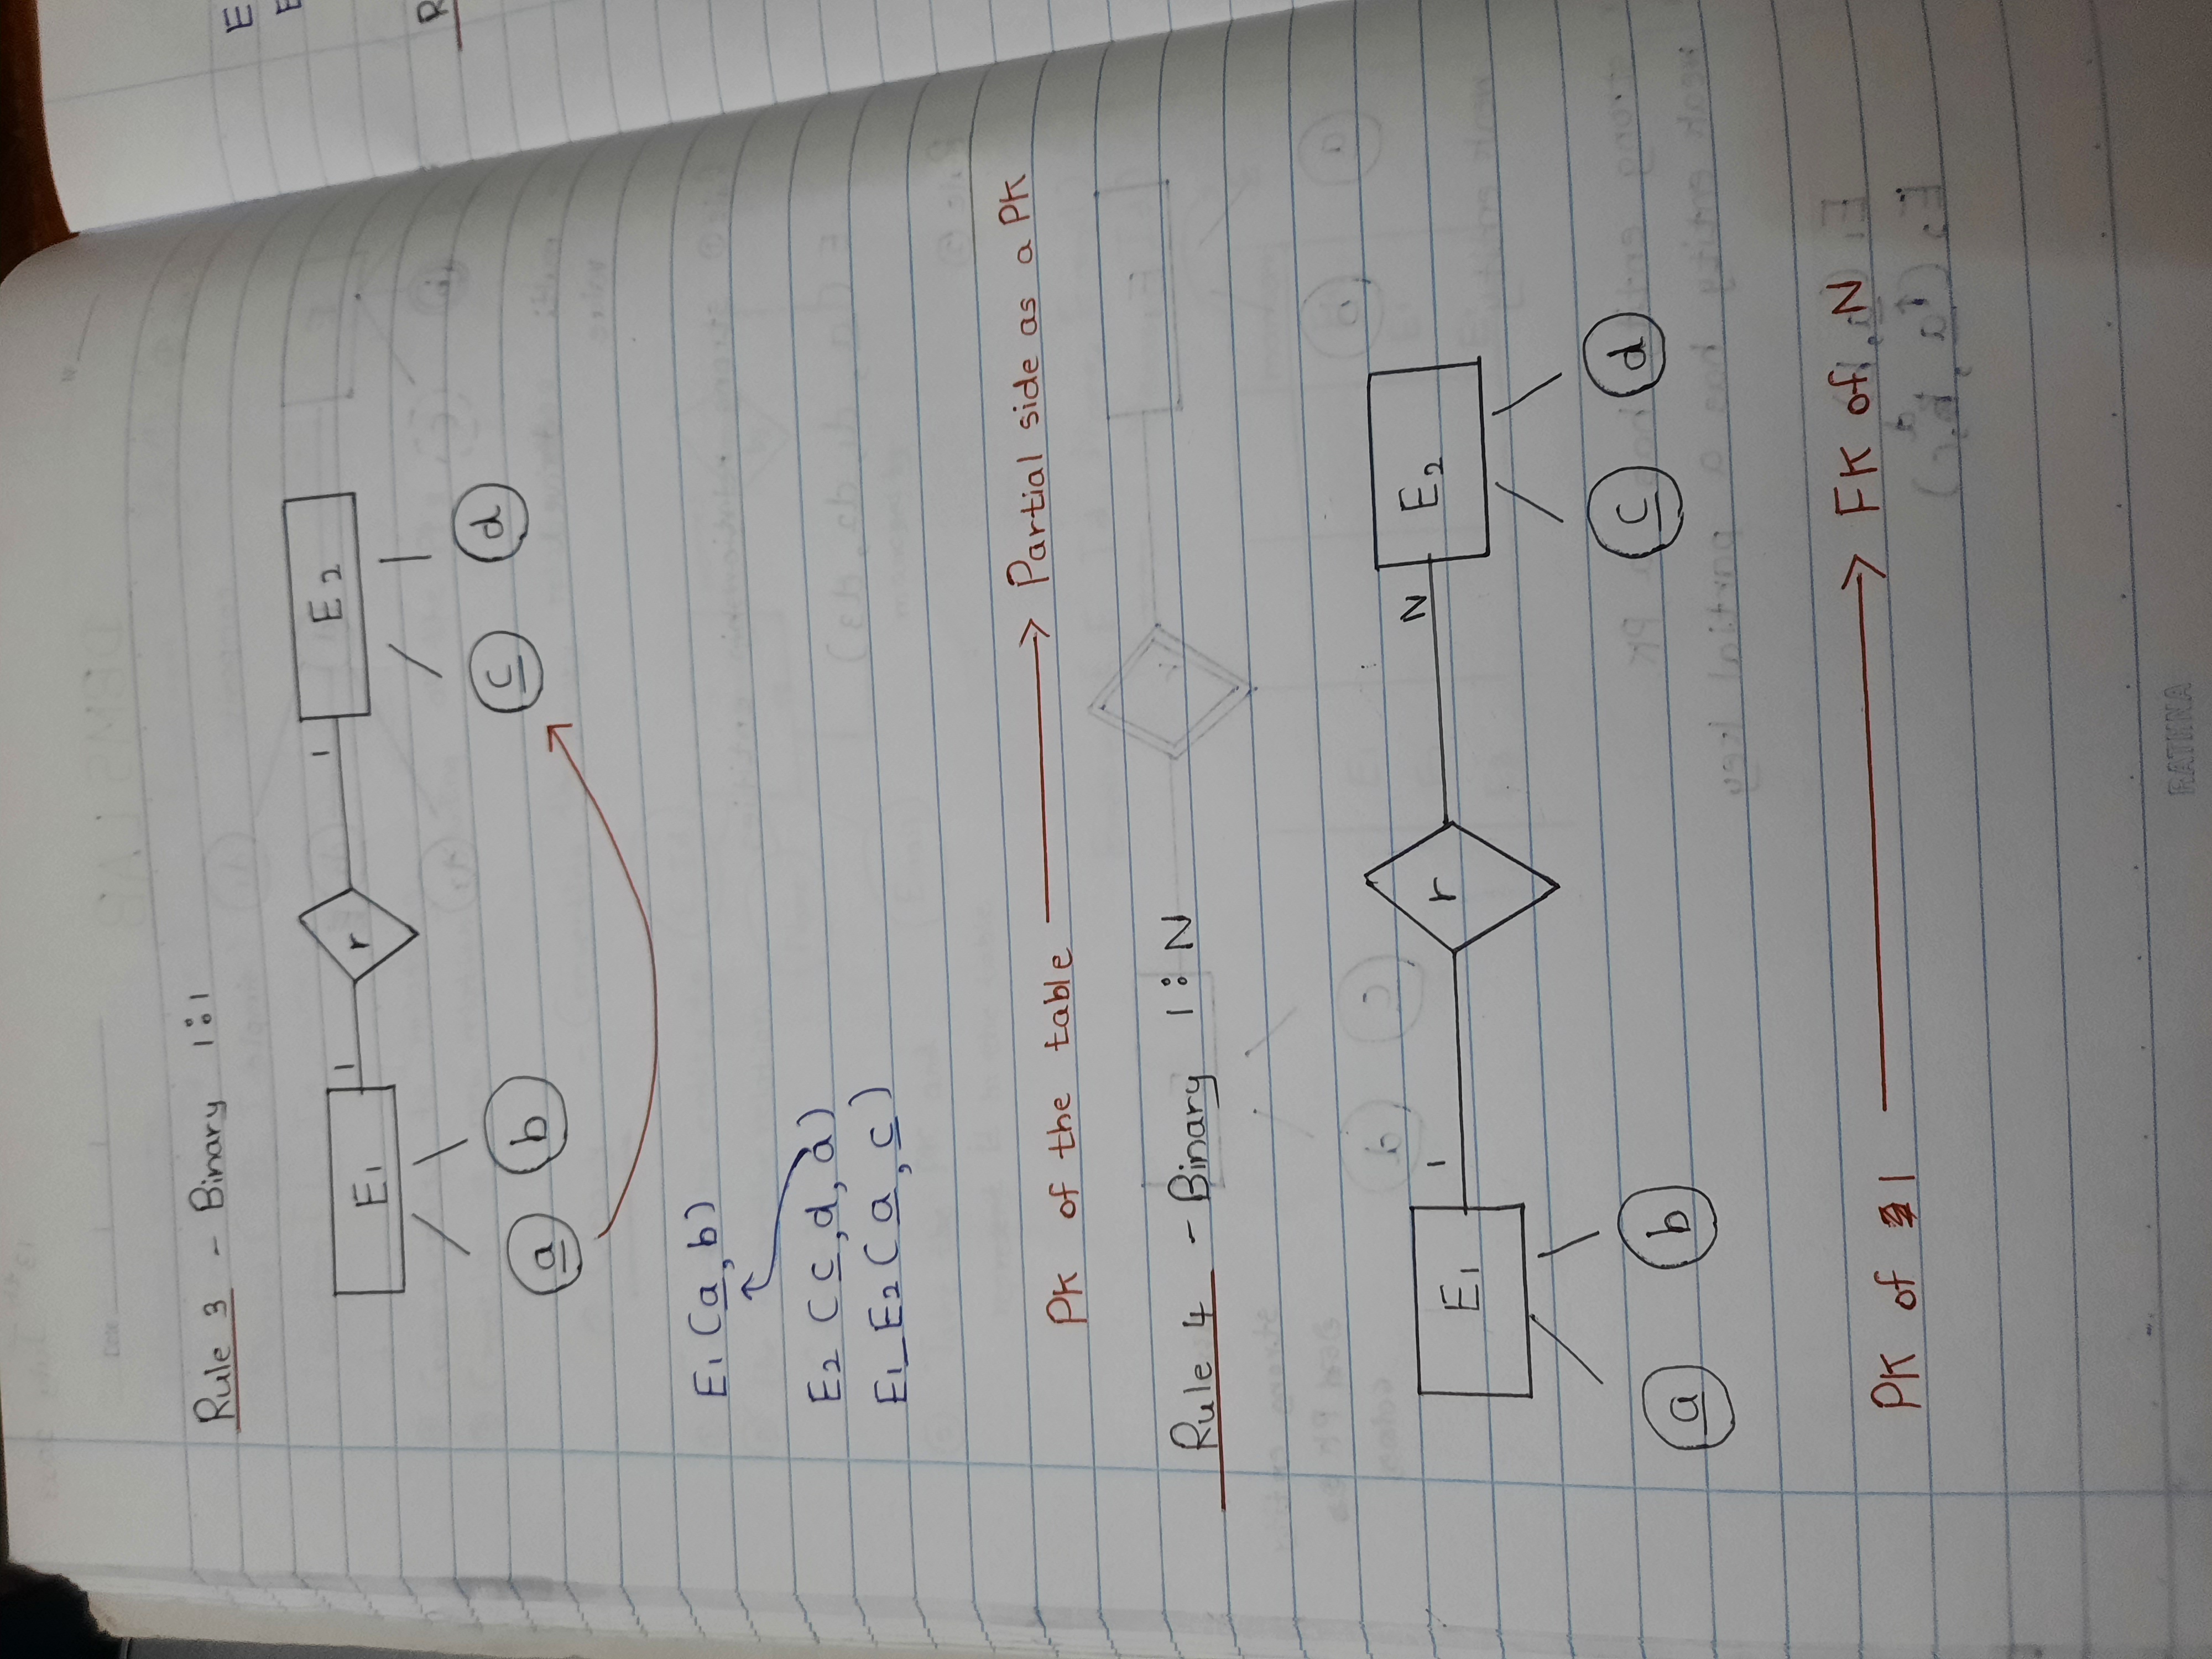 Rule 3 - Binary 1:1
E1 1 r 1 E2
a b c d
E1 (a, b)
E2 (c, d, a)
E1_E2 (a, c)
PK of the table → Partial side as a PK
Rule 4 - Binary 1:N
E1 1 r N E2
a b c d
PK of 1 → FK of N
RATHNA
E
E
R